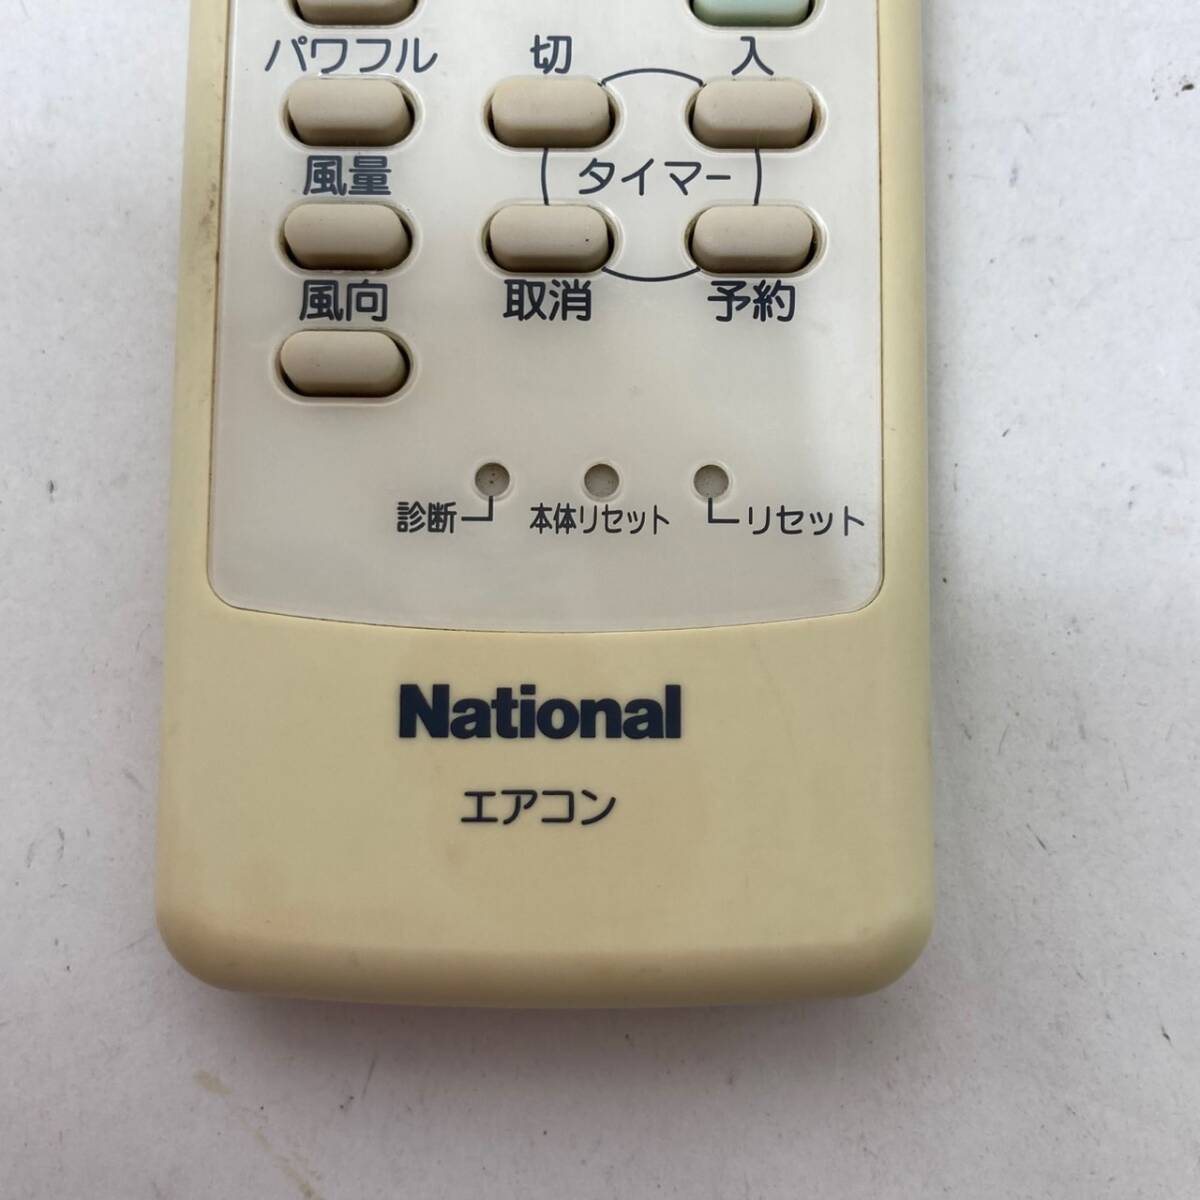 パワフル 切 入
風量 タイマー
風向 取消 予約
診断 本体リセット リセット
National
エアコン